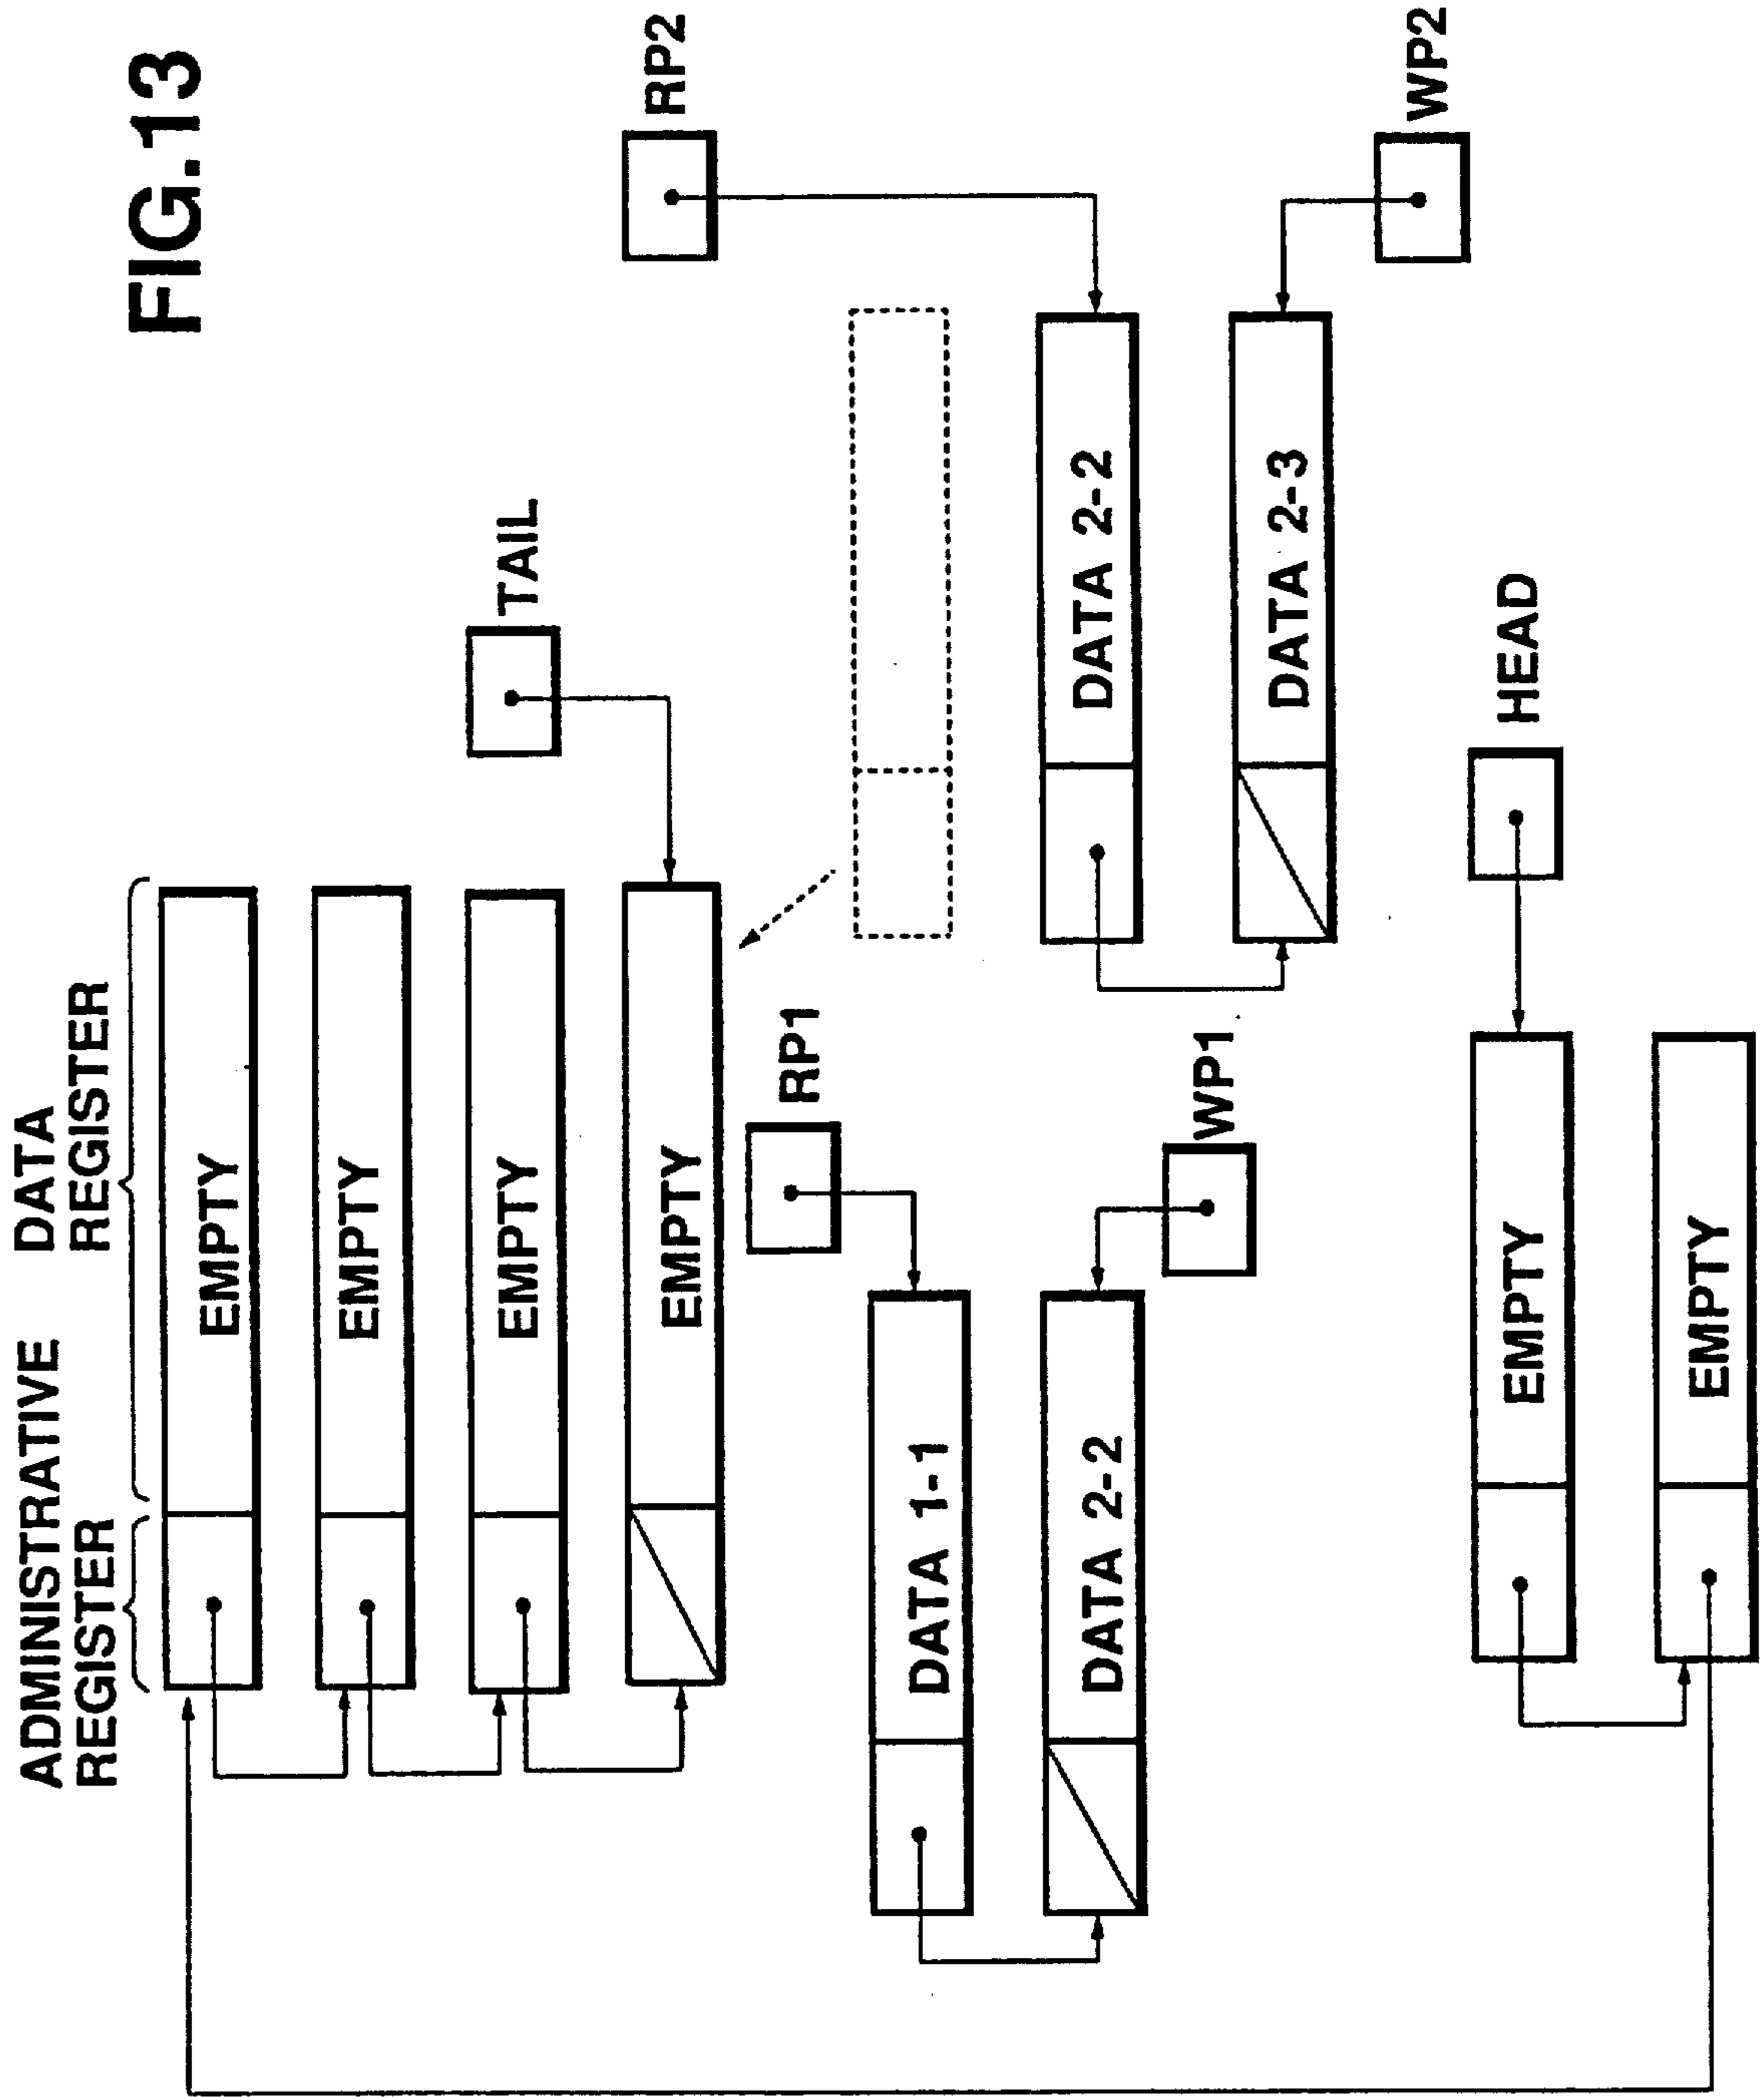 FIG.13
ADMINISTRATIVE
REGISTER
DATA
REGISTER
EMPTY
EMPTY
EMPTY
EMPTY
TAIL
RP1
DATA 1-1
DATA 2-2
WP1
RP2
DATA 2-2
DATA 2-3
WP2
HEAD
EMPTY
EMPTY